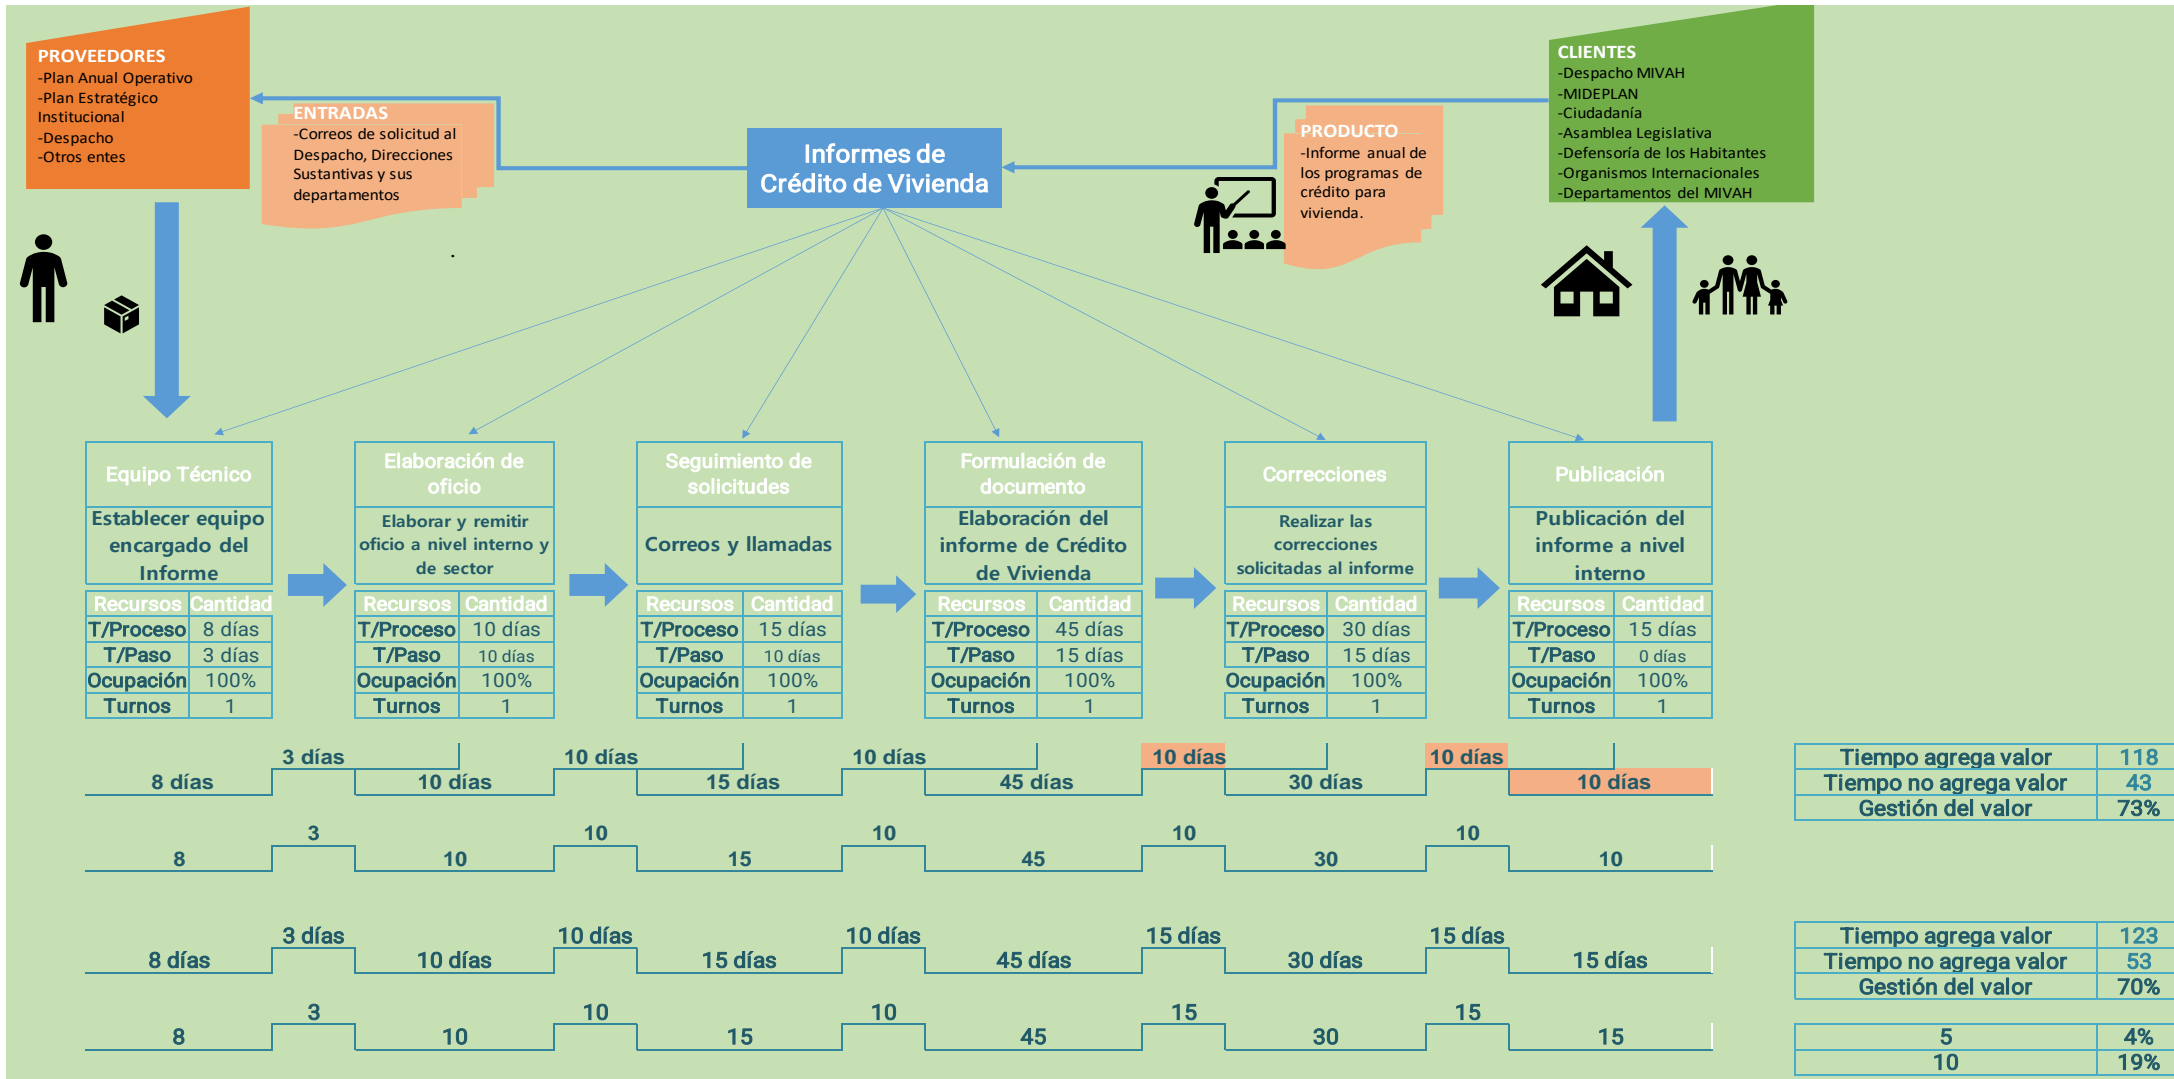 PROVEEDORES
-Plan Anual Operativo
-Plan Estratégico
Institucional
-Despacho
-Otros entes
ENTRADAS
-Correos de solicitud al
Despacho, Direcciones
Sustantivas y sus
departamentos
.
Informes de
Crédito de Vivienda
PRODUCTO
-Informe anual de
los programas de
crédito para
vivienda.
CLIENTES
-Despacho MIVAH
-MIDEPLAN
-Ciudadanía
-Asamblea Legislativa
-Defensoría de los Habitantes
-Organismos Internacionales
-Departamentos del MIVAH
Equipo Técnico
Establecer equipo
encargado del
Informe
Recursos Cantidad
T/Proceso 8 días
T/Paso 3 días
Ocupación 100%
Turnos 1
Elaboración de
oficio
Elaborar y remitir
oficio a nivel interno y
de sector
Recursos Cantidad
T/Proceso 10 días
T/Paso 10 días
Ocupación 100%
Turnos 1
Seguimiento de
solicitudes
Correos y llamadas
Recursos Cantidad
T/Proceso 15 días
T/Paso 10 días
Ocupación 100%
Turnos 1
Formulación de
documento
Elaboración del
informe de Crédito
de Vivienda
Recursos Cantidad
T/Proceso 45 días
T/Paso 15 días
Ocupación 100%
Turnos 1
Correcciones
Realizar las
correcciones
solicitadas al informe
Recursos Cantidad
T/Proceso 30 días
T/Paso 15 días
Ocupación 100%
Turnos 1
Publicación
Publicación del
informe a nivel
interno
Recursos Cantidad
T/Proceso 15 días
T/Paso 0 días
Ocupación 100%
Turnos 1
3 días 10 días 10 días 10 días 10 días
8 días 10 días 15 días 45 días 30 días 10 días
Tiempo agrega valor 118
Tiempo no agrega valor 43
Gestión del valor 73%
3 10 10 10 10
8 10 15 45 30 10
3 días 10 días 10 días 15 días 15 días
8 días 10 días 15 días 45 días 30 días 15 días
Tiempo agrega valor 123
Tiempo no agrega valor 53
Gestión del valor 70%
3 10 10 15 15
8 10 15 45 30 15
5 4%
10 19%